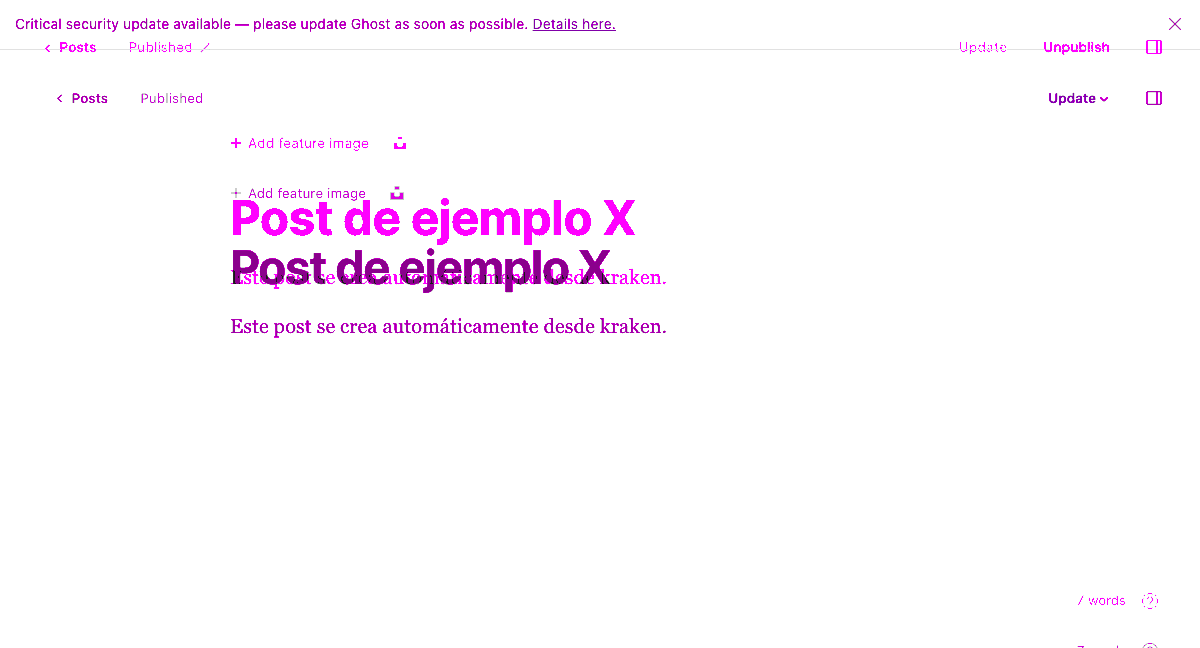 Critical security update available — please update Ghost as soon as possible. Details here.
Posts Published Update Unpublish
Posts Published Update
Add feature image
Add feature image
Post de ejemplo X
Post de ejemplo X
Este post se crea automáticamente desde kraken.
Este post se crea automáticamente desde kraken.
7 words